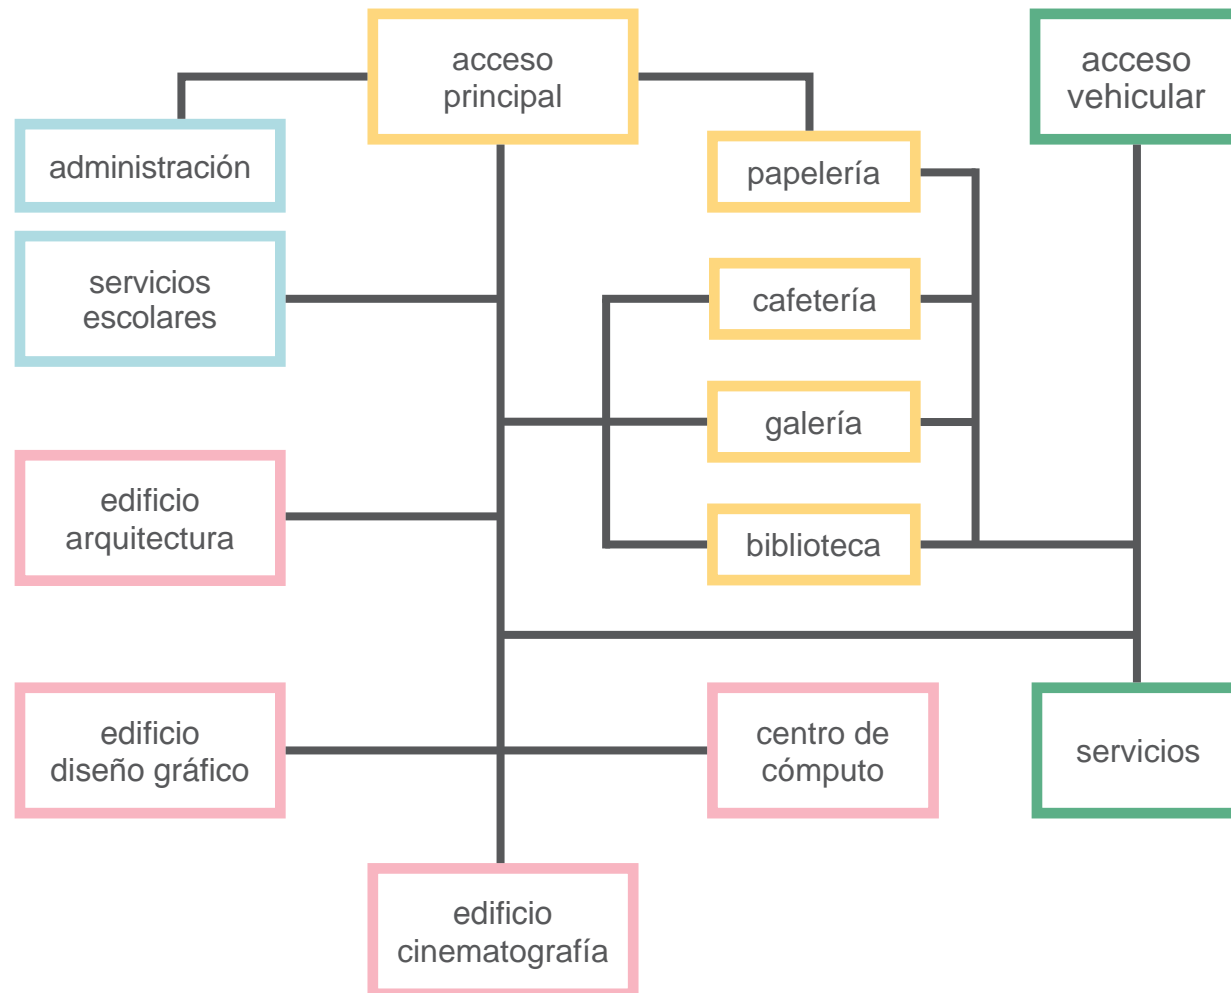 acceso
principal
acceso
vehicular
administración
papelería
servicios
escolares
cafetería
galería
edificio
arquitectura
biblioteca
edificio
diseño gráfico
centro de
cómputo
servicios
edificio
cinematografía